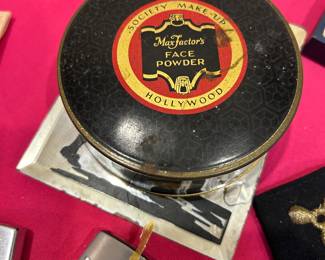 SOCIETY MAKE-UP
Max Factor's
FACE
POWDER
HOLLYWOOD